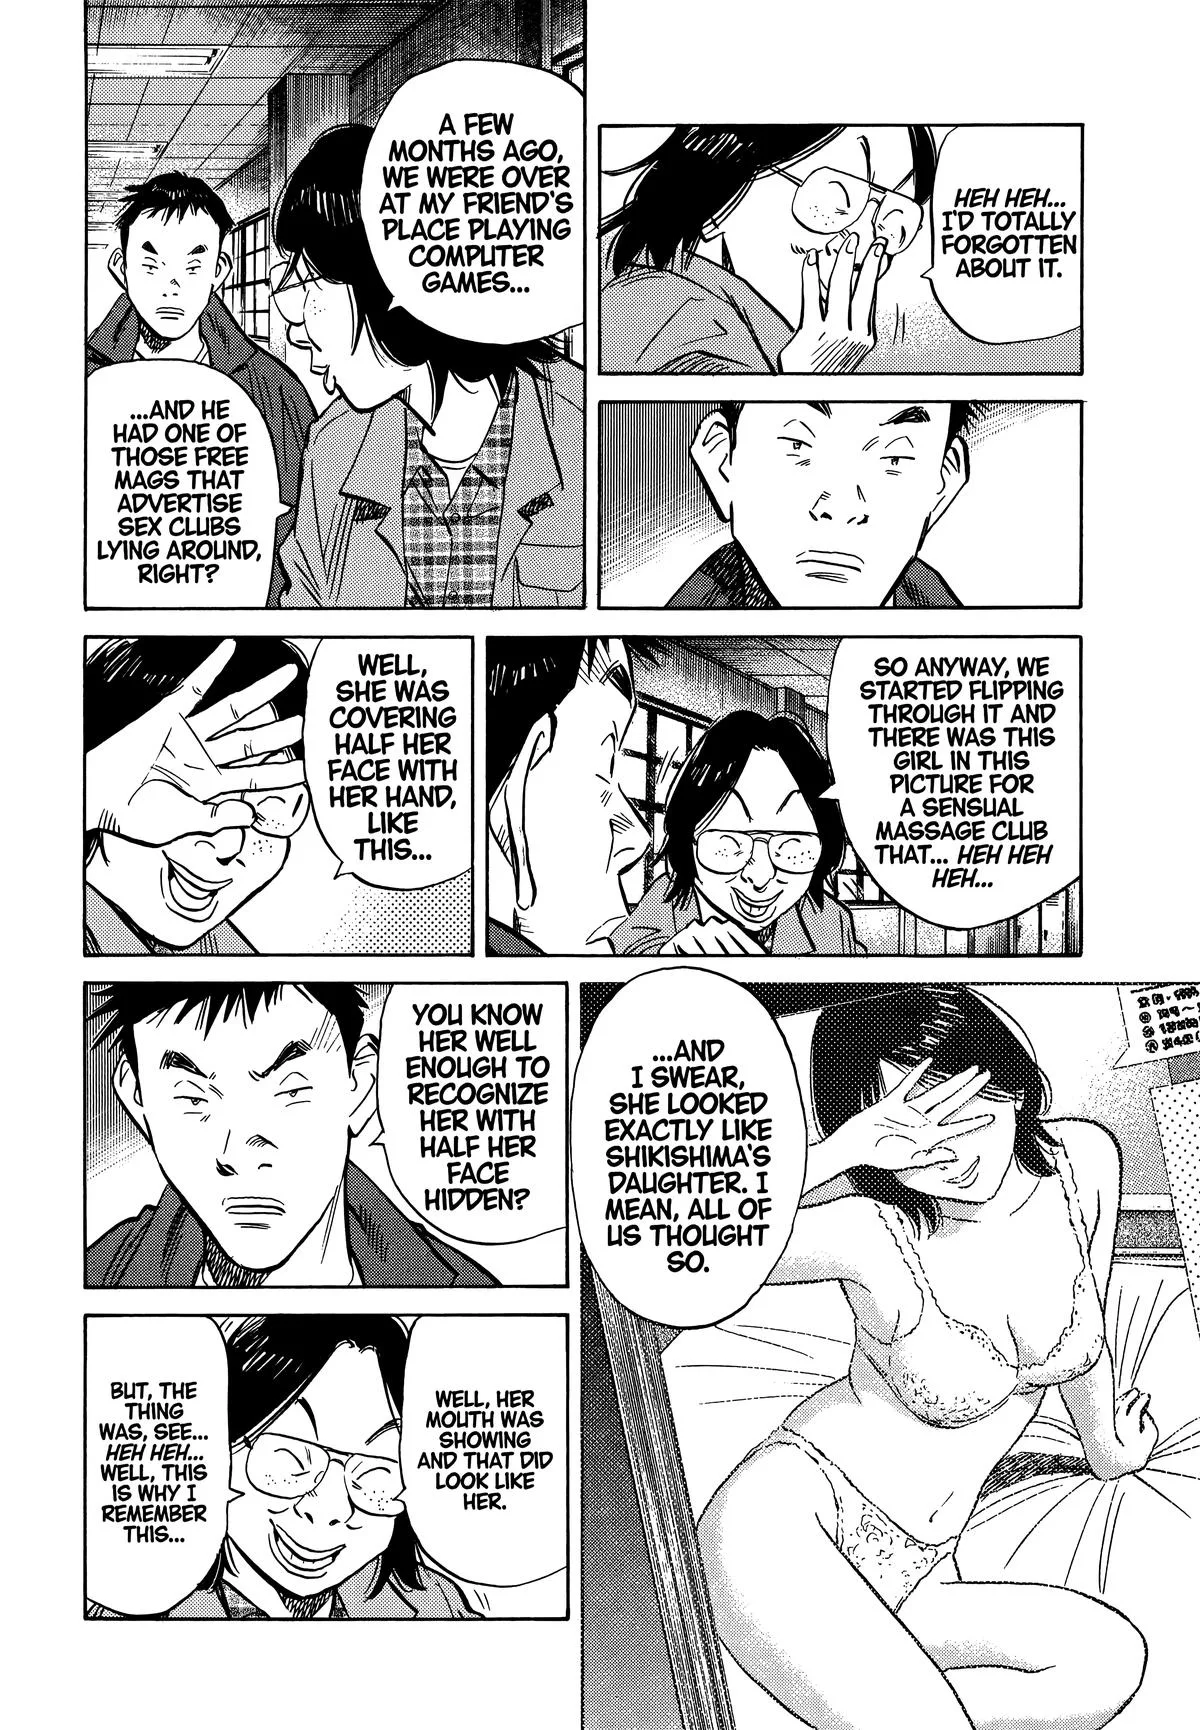 HEH HEH...
I'D TOTALLY
FORGOTTEN
ABOUT IT.
A FEW
MONTHS AGO,
WE WERE OVER
AT MY FRIEND'S
PLACE PLAYING
COMPUTER
GAMES...
...AND HE
HAD ONE OF
THOSE FREE
MAGS THAT
ADVERTISE
SEX CLUBS
LYING AROUND,
RIGHT?
SO ANYWAY, WE
STARTED FLIPPING
THROUGH IT AND
THERE WAS THIS
GIRL IN THIS
PICTURE FOR
A SENSUAL
MASSAGE CLUB
THAT... HEH HEH
HEH...
WELL,
SHE WAS
COVERING
HALF HER
FACE WITH
HER HAND,
LIKE
THIS...
...AND
I SWEAR,
SHE LOOKED
EXACTLY LIKE
SHIKISHIMA'S
DAUGHTER. I
MEAN, ALL OF
US THOUGHT
SO.
YOU KNOW
HER WELL
ENOUGH TO
RECOGNIZE
HER WITH
HALF HER
FACE
HIDDEN?
WELL, HER
MOUTH WAS
SHOWING
AND THAT DID
LOOK LIKE
HER.
BUT, THE
THING
WAS, SEE...
HEH HEH...
WELL, THIS
IS WHY I
REMEMBER
THIS...